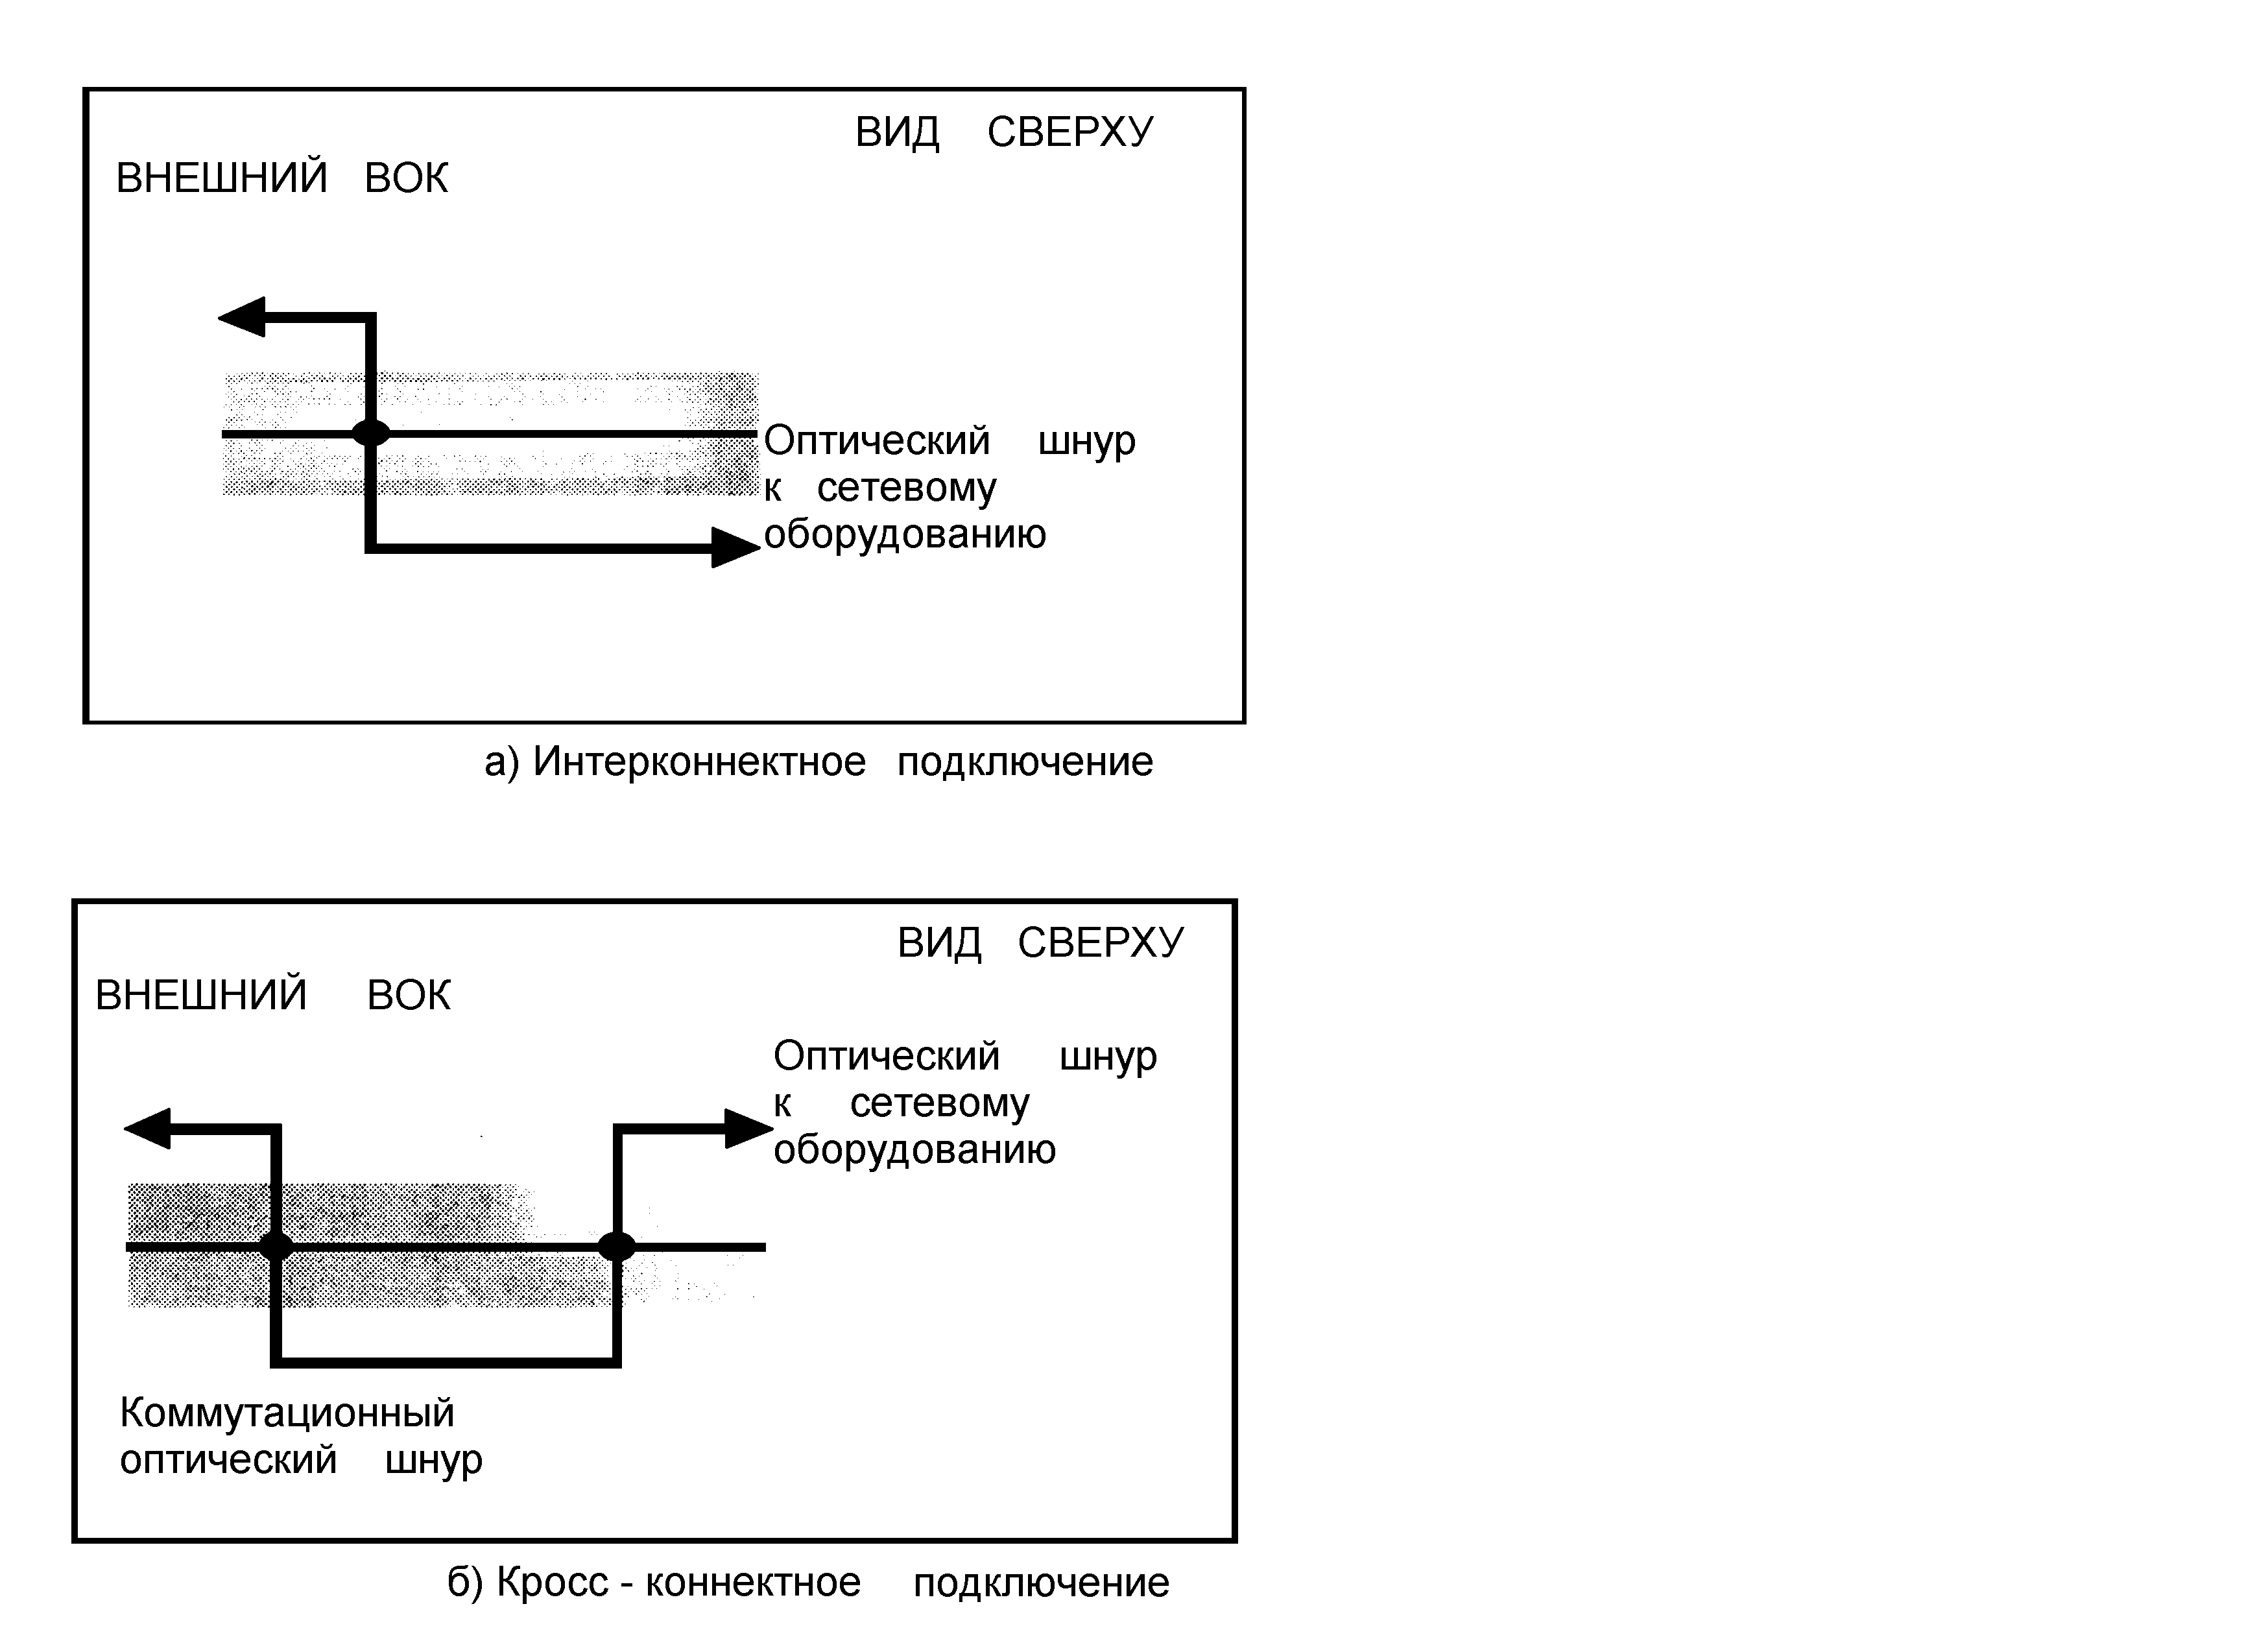 ВИД СВЕРХУ
ВНЕШНИЙ ВОК
Оптический шнур
к сетевому
оборудованию
а) Интерконнектное подключение
ВИД СВЕРХУ
ВНЕШНИЙ ВОК
Оптический шнур
к сетевому
оборудованию
Коммутационный
оптический шнур
б) Кросс - коннектное подключение